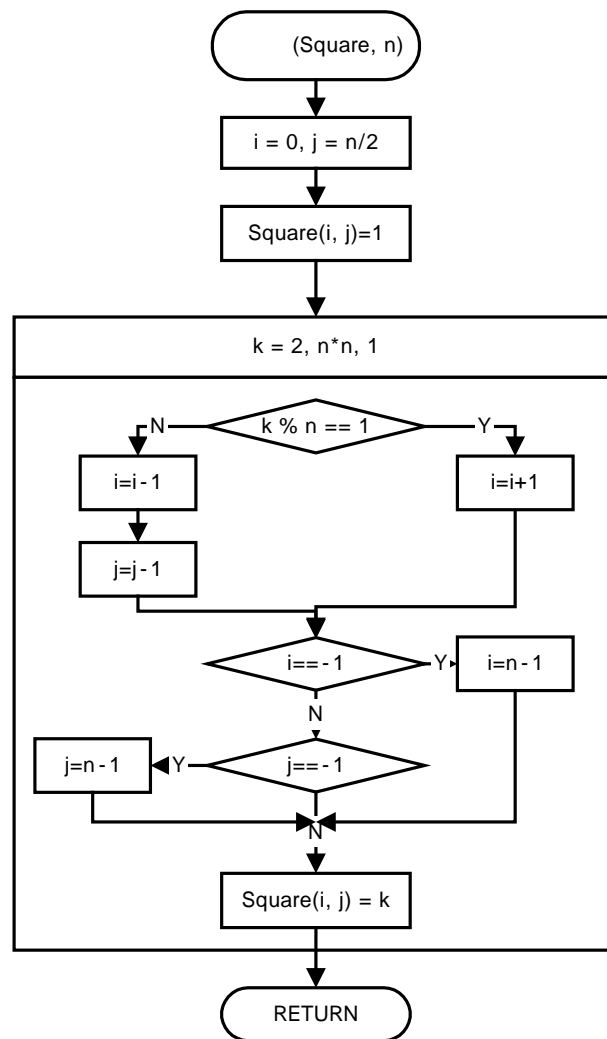 (Square, n)
i = 0, j = n/2
Square(i, j)=1
k = 2, n*n, 1
N
k % n == 1
Y
i=i-1
i=i+1
j=j-1
i==-1
Y
i=n-1
N
j=n-1
Y
j==-1
N
Square(i, j) = k
RETURN